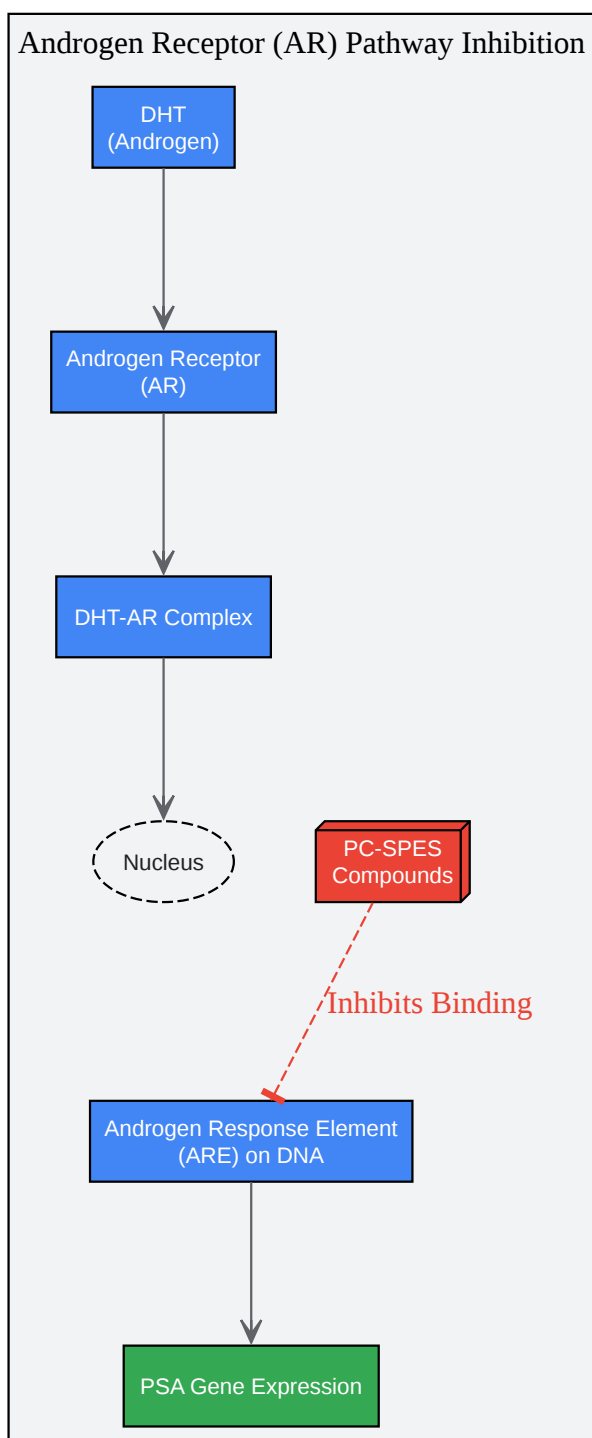 Androgen Receptor (AR) Pathway Inhibition
DHT
(Androgen)
Androgen Receptor
(AR)
DHT-AR Complex
Nucleus
PC-SPES
Compounds
Inhibits Binding
Androgen Response Element
(ARE) on DNA
PSA Gene Expression